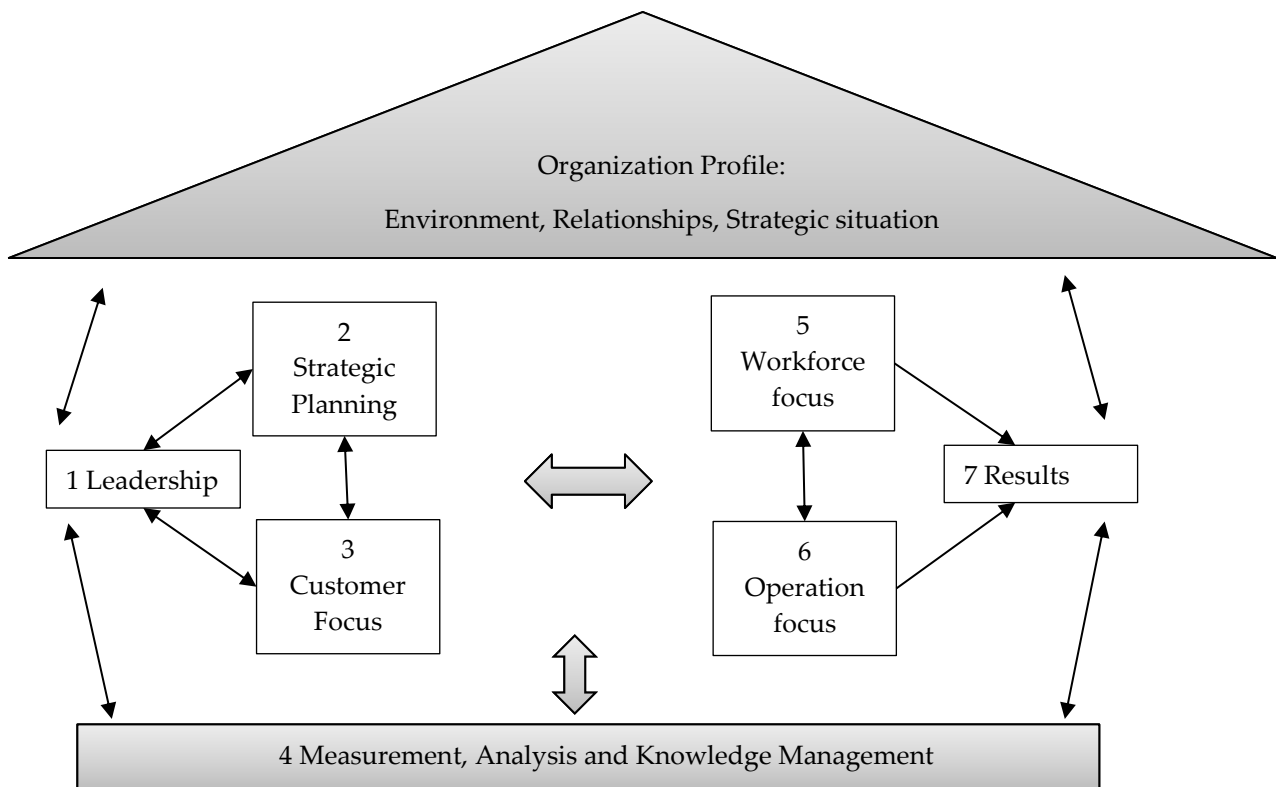 Organization Profile:
Environment, Relationships, Strategic situation
2
Strategic
Planning
5
Workforce
focus
1 Leadership
7 Results
3
Customer
Focus
6
Operation
focus
4 Measurement, Analysis and Knowledge Management